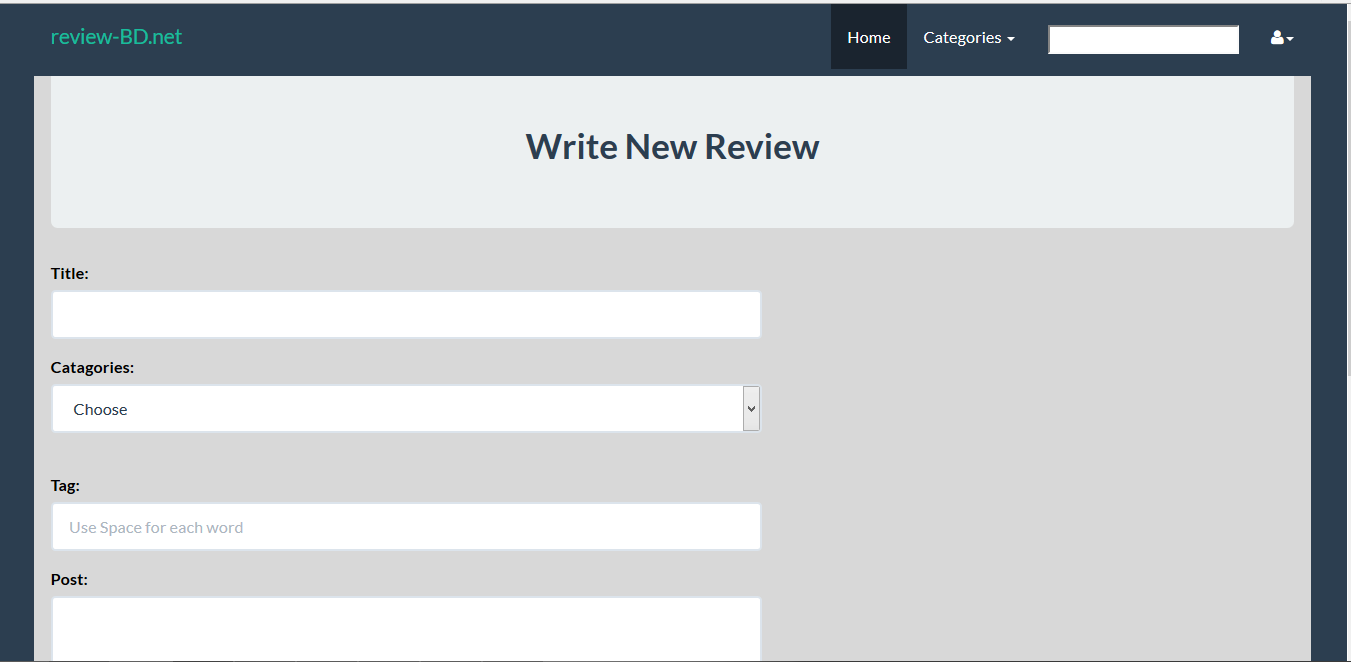 review-BD.net Home Categories
Write New Review
Title:
Catagories:
Choose
Tag:
Use Space for each word
Post: